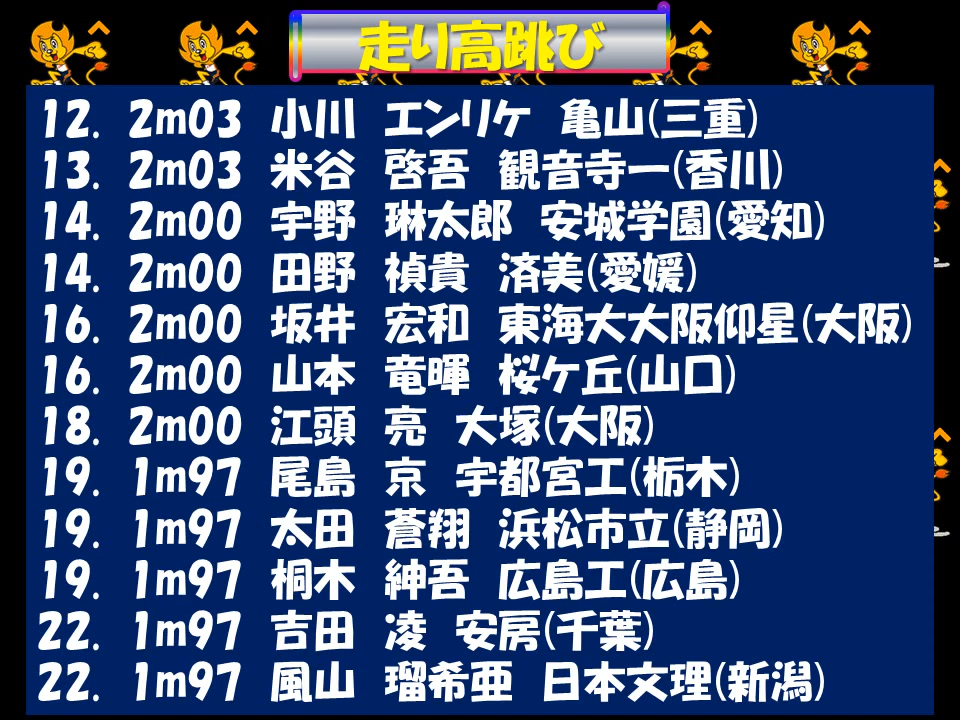 走り高跳び
12. 2m03 小川 エンリケ 亀山(三重)
13. 2m03 米谷 啓吾 観音寺一(香川)
14. 2m00 宇野 琳太郎 安城学園(愛知)
14. 2m00 田野 禎貴 済美(愛媛)
16. 2m00 坂井 宏和 東海大大阪仰星(大阪)
16. 2m00 山本 竜暉 桜ケ丘(山口)
18. 2m00 江頭 亮 大塚(大阪)
19. 1m97 尾島 京 宇都宮工(栃木)
19. 1m97 太田 蒼翔 浜松市立(静岡)
19. 1m97 桐木 紳吾 広島工(広島)
22. 1m97 吉田 凌 安房(千葉)
22. 1m97 風山 瑠希亜 日本文理(新潟)